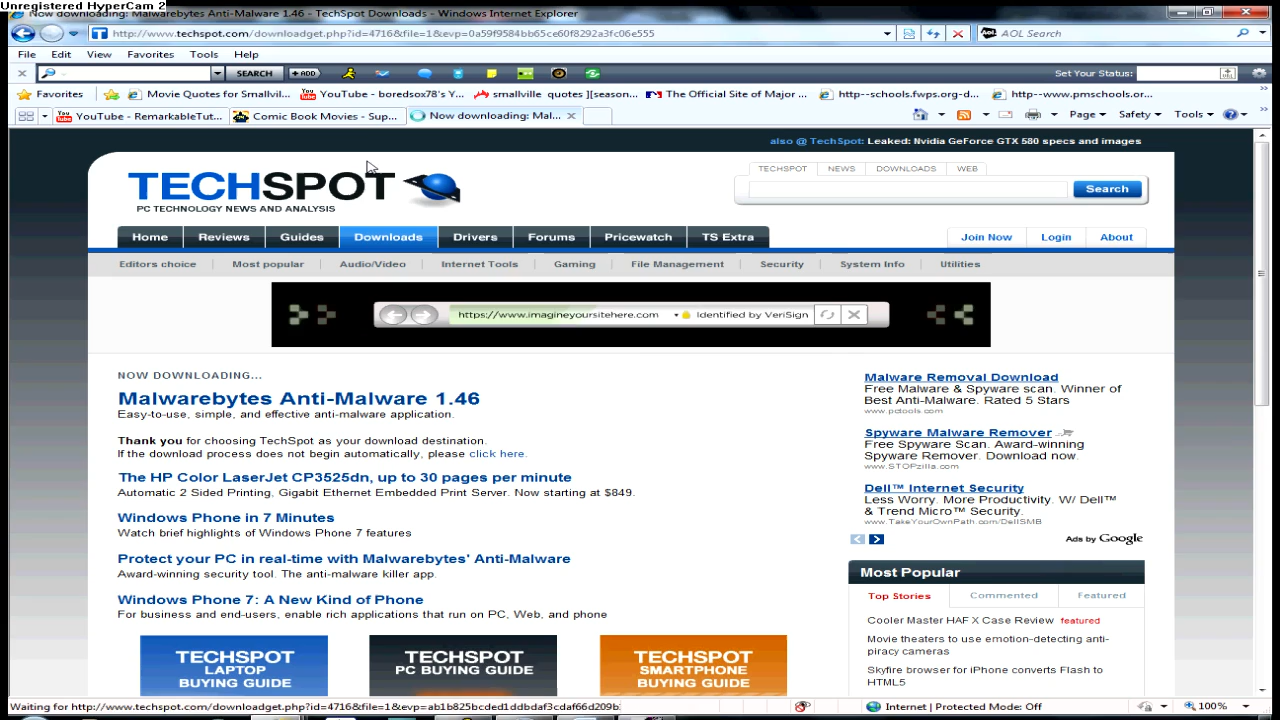 Unregistered HyperCam 2
Now downloading: Malwarebytes Anti-Malware 1.46 - TechSpot Downloads - Windows Internet Explorer
http://www.techspot.com/downloadget.php?id=4716&file=1&evp=0a59f9584bb65ce60f8292a3fc06e555
AOL Search
File Edit View Favorites Tools Help
SEARCH +ADD Set Your Status:
Favorites Movie Quotes for Smallvil... YouTube - boredsox78's Y... smallville quotes ][season... The Official Site of Major ... http--schools.fwps.org-d... http--www.pmschools.or...
YouTube - RemarkableTut... Comic Book Movies - Sup... Now downloading: Mal... Page Safety Tools
also @ TechSpot: Leaked: Nvidia GeForce GTX 580 specs and images
TECHSPOT
PC TECHNOLOGY NEWS AND ANALYSIS
TECHSPOT NEWS DOWNLOADS WEB
Search
Home Reviews Guides Downloads Drivers Forums Pricewatch TS Extra Join Now Login About
Editors choice Most popular Audio/Video Internet Tools Gaming File Management Security System Info Utilities
https://www.imagineyoursitehere.com Identified by VeriSign
NOW DOWNLOADING...
Malwarebytes Anti-Malware 1.46
Easy-to-use, simple, and effective anti-malware application.
Thank you for choosing TechSpot as your download destination.
If the download process does not begin automatically, please click here.
The HP Color LaserJet CP3525dn, up to 30 pages per minute
Automatic 2 Sided Printing, Gigabit Ethernet Embedded Print Server. Now starting at $849.
Windows Phone in 7 Minutes
Watch brief highlights of Windows Phone 7 features
Protect your PC in real-time with Malwarebytes' Anti-Malware
Award-winning security tool. The anti-malware killer app.
Windows Phone 7: A New Kind of Phone
For business and end-users, enable rich applications that run on PC, Web, and phone
TECHSPOT
LAPTOP
BUYING GUIDE
TECHSPOT
PC BUYING GUIDE
TECHSPOT
SMARTPHONE
BUYING GUIDE
Malware Removal Download
Free Malware & Spyware scan. Winner of
Best Anti-Malware. Rated 5 Stars
www.pctools.com
Spyware Malware Remover
Free Spyware Scan. Award-winning
Spyware Remover. Download now.
www.STOPzilla.com
Dell™ Internet Security
Less Worry. More Productivity. W/ Dell™
& Trend Micro™ Security.
www.TakeYourOwnPath.com/DellSMB
Ads by Google
Most Popular
Top Stories Commented Featured
Cooler Master HAF X Case Review featured
Movie theaters to use emotion-detecting anti-
piracy cameras
Skyfire browser for iPhone converts Flash to
HTML5
Waiting for http://www.techspot.com/downloadget.php?id=4716&file=1&evp=ab1b825bcded1ddbdaf3cdaf66d209b Internet | Protected Mode: Off 100%